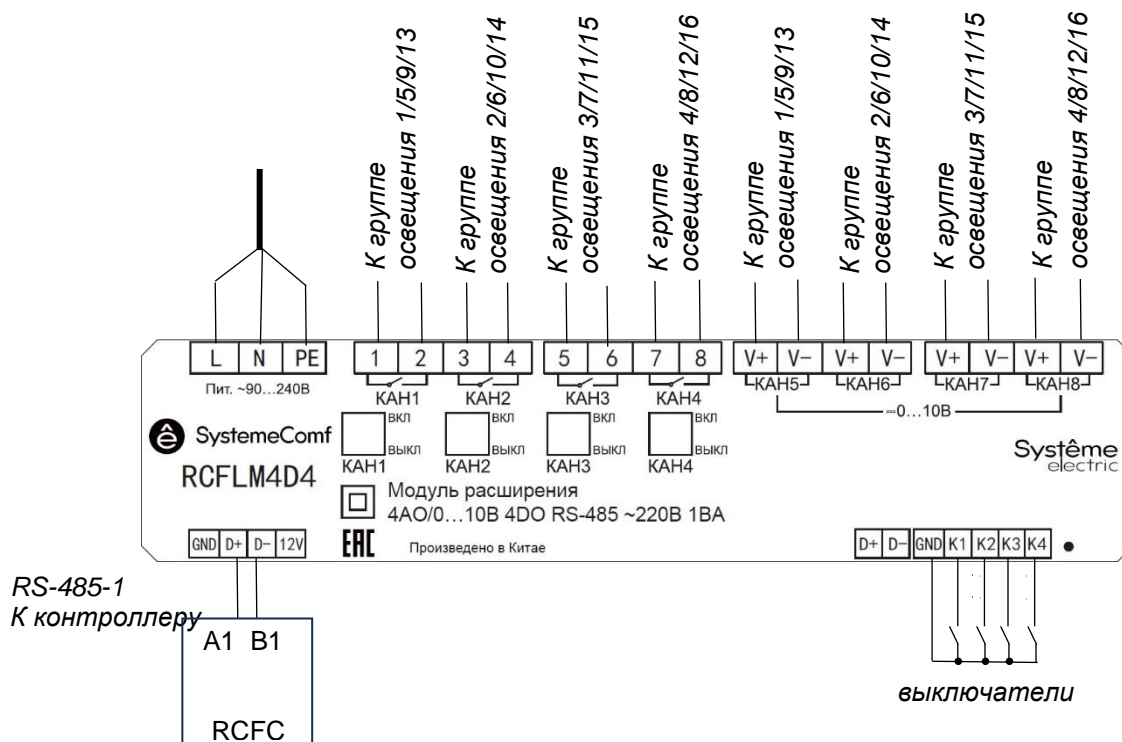 К группе
освещения 1/5/9/13
К группе
освещения 2/6/10/14
К группе
освещения 3/7/11/15
К группе
освещения 4/8/12/16
К группе
освещения 1/5/9/13
К группе
освещения 2/6/10/14
К группе
освещения 3/7/11/15
К группе
освещения 4/8/12/16
L N PE 1 2 3 4 5 6 7 8 V+ V- V+ V- V+ V- V+ V-
Пит. ~90...240В
КАН1 КАН2 КАН3 КАН4 КАН5 КАН6 КАН7 КАН8
⎓0...10В
ВКЛ ВКЛ ВКЛ ВКЛ
ВЫКЛ ВЫКЛ ВЫКЛ ВЫКЛ
КАН1 КАН2 КАН3 КАН4
ê SystemeComf
RCFLM4D4
Système
electric
Модуль расширения
4АО/0...10В 4DO RS-485 ~220В 1ВА
ЕАС Произведено в Китае
GND D+ D- 12V D+ D- GND K1 K2 K3 K4
RS-485-1
К контроллеру
A1 B1
RCFC
выключатели